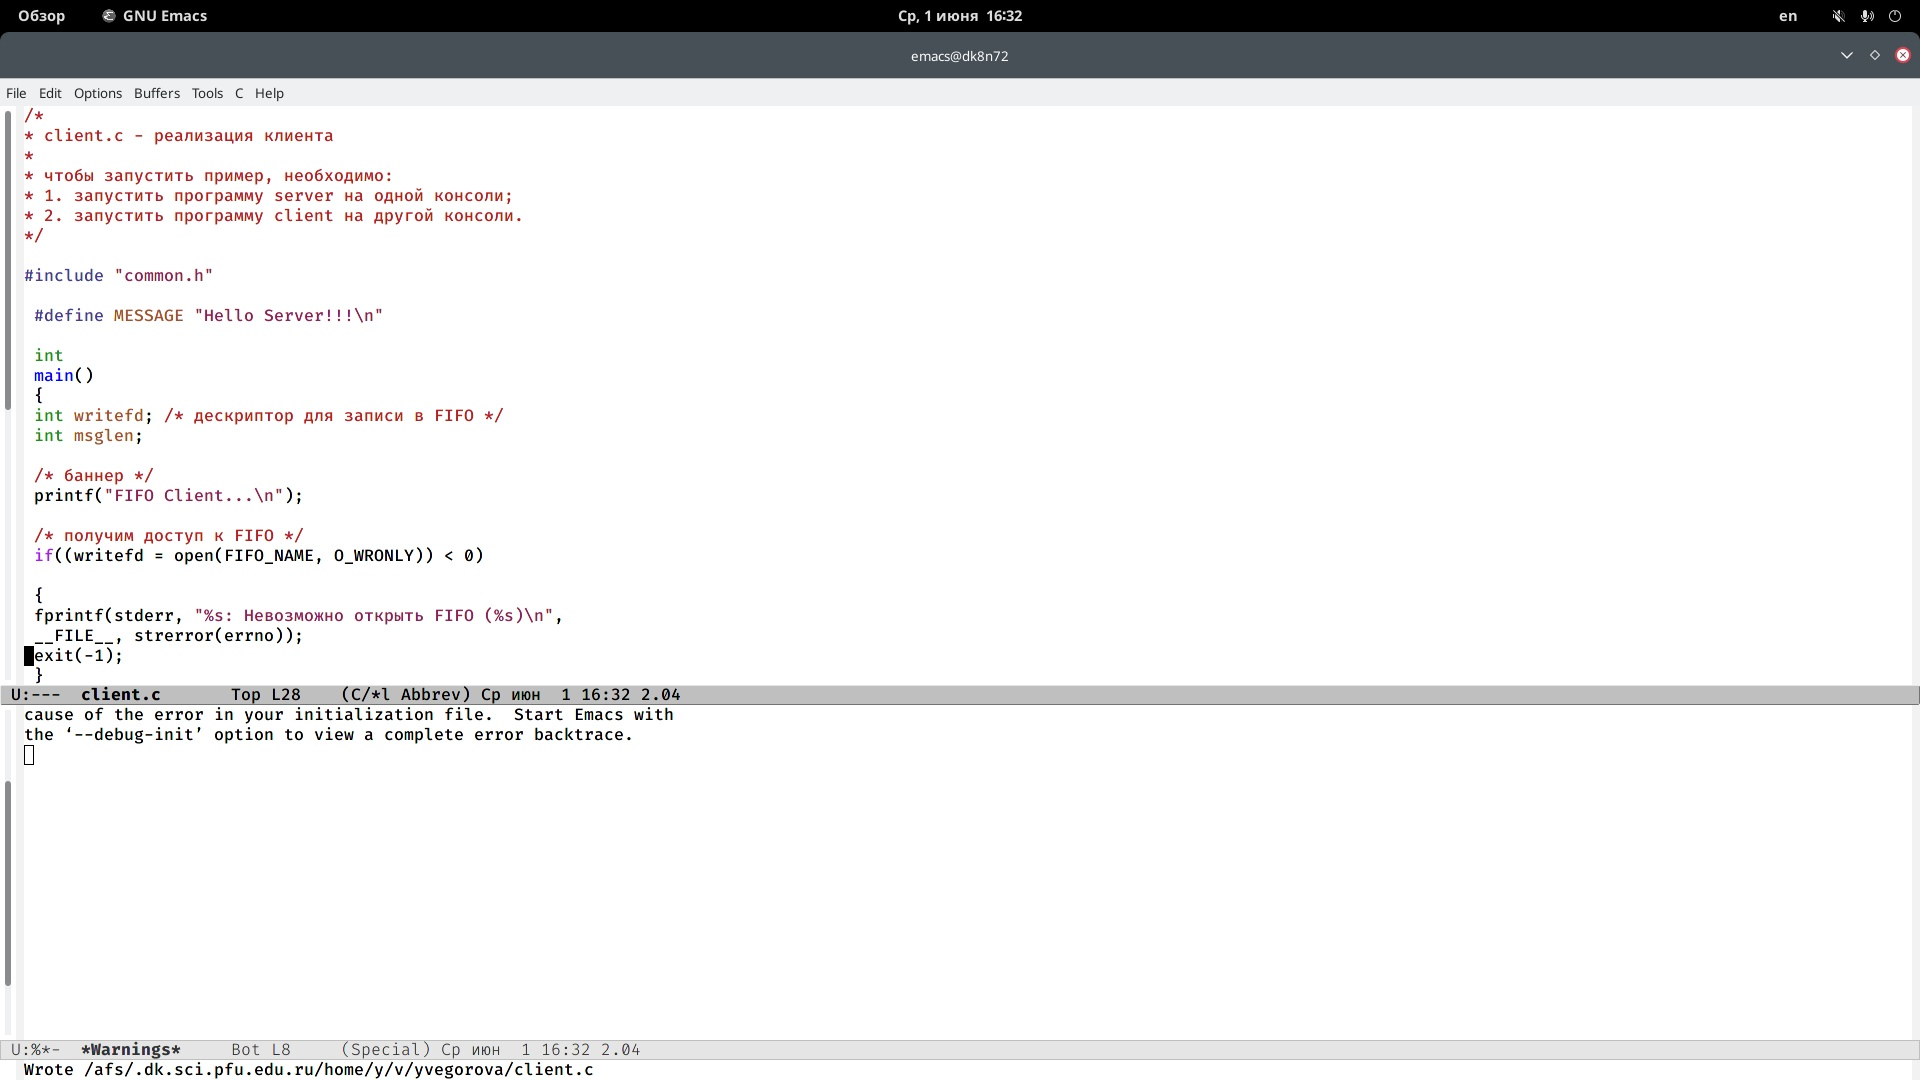 Обзор GNU Emacs Ср, 1 июня 16:32 en
emacs@dk8n72
File Edit Options Buffers Tools C Help
/*
* client.c - реализация клиента
*
* чтобы запустить пример, необходимо:
* 1. запустить программу server на одной консоли;
* 2. запустить программу client на другой консоли.
*/
#include "common.h"
#define MESSAGE "Hello Server!!!\n"
int
main()
{
int writefd; /* дескриптор для записи в FIFO */
int msglen;
/* баннер */
printf("FIFO Client...\n");
/* получим доступ к FIFO */
if((writefd = open(FIFO_NAME, O_WRONLY)) < 0)
{
fprintf(stderr, "%s: Невозможно открыть FIFO (%s)\n",
__FILE__, strerror(errno));
exit(-1);
}
U:--- client.c Top L28 (C/*l Abbrev) Ср июн 1 16:32 2.04
cause of the error in your initialization file. Start Emacs with
the ‘--debug-init’ option to view a complete error backtrace.
U:%*- *Warnings* Bot L8 (Special) Ср июн 1 16:32 2.04
Wrote /afs/.dk.sci.pfu.edu.ru/home/y/v/yvegorova/client.c